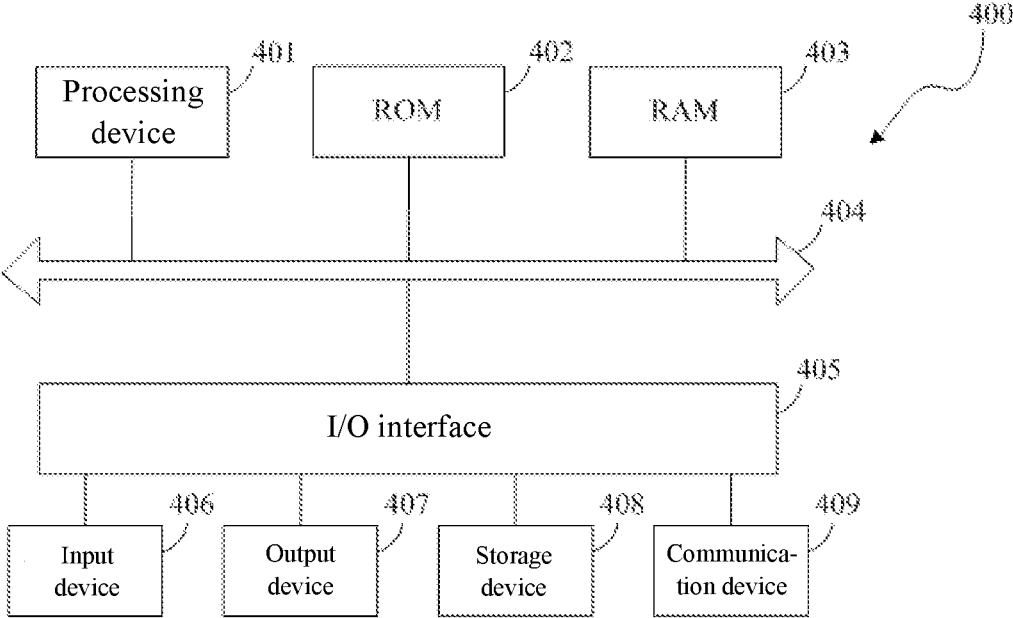 400
401
402
403
Processing
device
ROM
RAM
404
405
I/O interface
406
407
408
409
Input
device
Output
device
Storage
device
Communica-
tion device